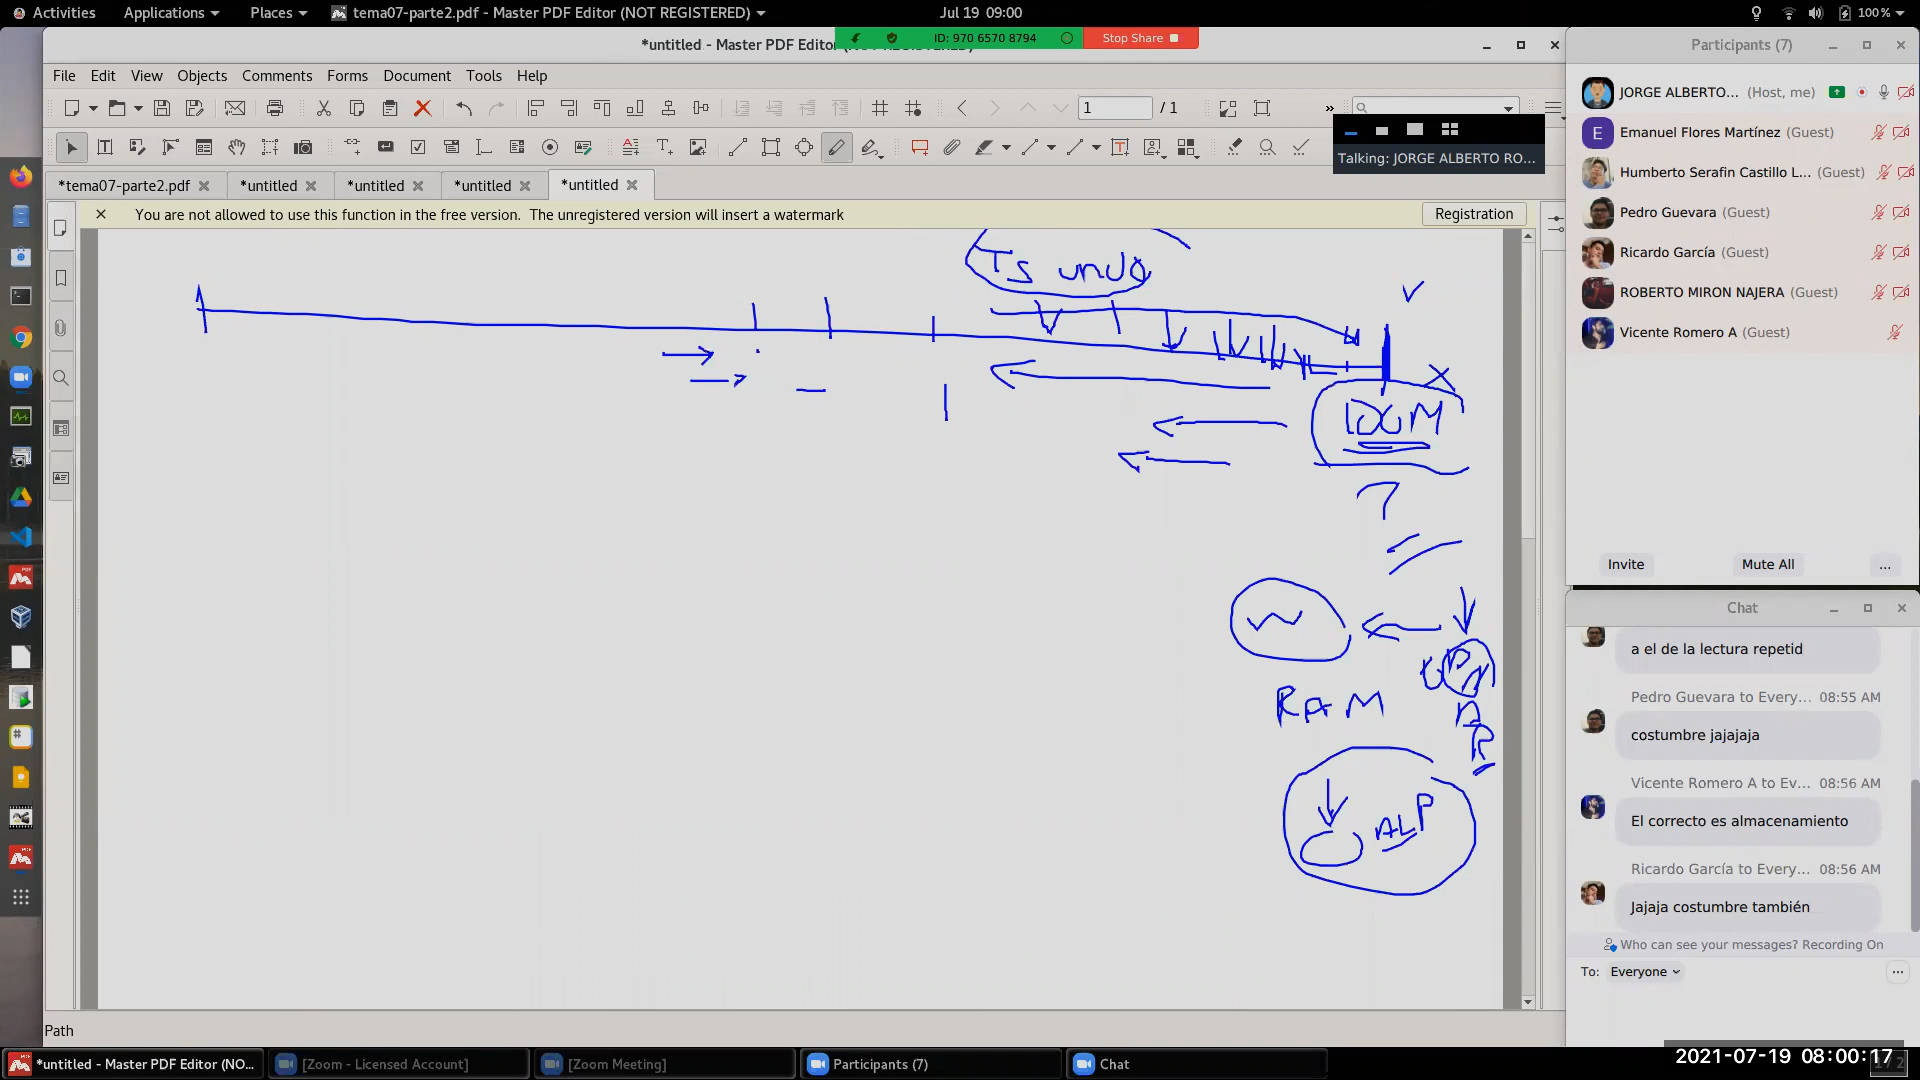 Activities
Applications
Places
tema07-parte2.pdf - Master PDF Editor (NOT REGISTERED)
Jul 19 09:00
100%
*untitled - Master PDF Editor (NOT REGISTERED)
ID: 970 6570 8794
Stop Share
File Edit View Objects Comments Forms Document Tools Help
1 / 1
»
Talking: JORGE ALBERTO RO...
*tema07-parte2.pdf
*untitled
*untitled
*untitled
*untitled
You are not allowed to use this function in the free version. The unregistered version will insert a watermark
Registration
Ts undo
RAM
ALP
Path
Participants (7)
JORGE ALBERTO... (Host, me)
E
Emanuel Flores Martínez (Guest)
Humberto Serafin Castillo L... (Guest)
Pedro Guevara (Guest)
Ricardo García (Guest)
ROBERTO MIRON NAJERA (Guest)
Vicente Romero A (Guest)
Invite
Mute All
...
Chat
a el de la lectura repetid
Pedro Guevara to Every... 08:55 AM
costumbre jajajaja
Vicente Romero A to Ev... 08:56 AM
El correcto es almacenamiento
Ricardo García to Every... 08:56 AM
Jajaja costumbre también
Who can see your messages? Recording On
To: Everyone
...
*untitled - Master PDF Editor (NO...
[Zoom - Licensed Account]
[Zoom Meeting]
Participants (7)
Chat
2021-07-19 08:00:17
1 / 2